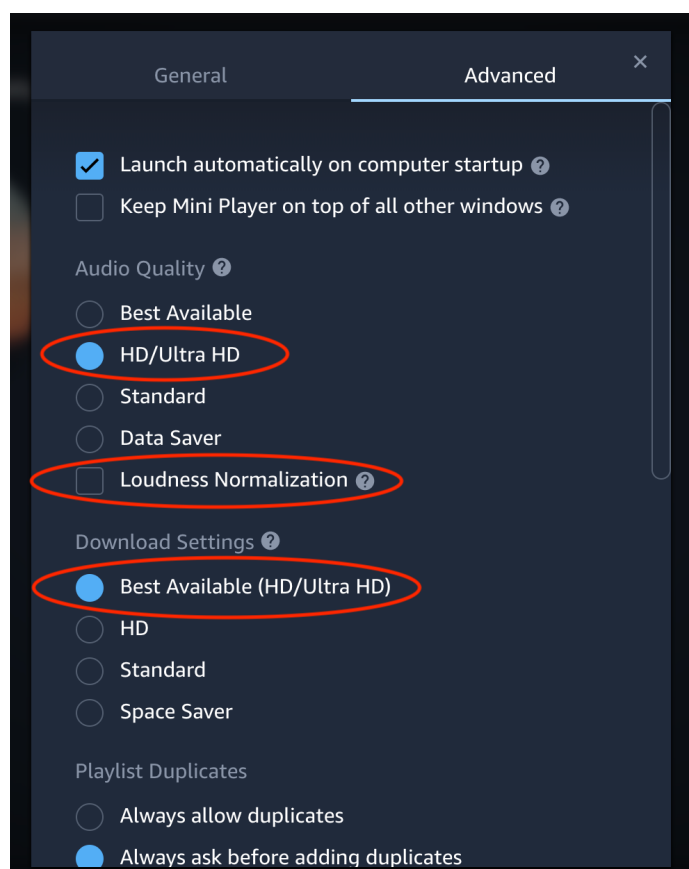 General
Advanced
Launch automatically on computer startup ?
Keep Mini Player on top of all other windows ?
Audio Quality ?
Best Available
HD/Ultra HD
Standard
Data Saver
Loudness Normalization ?
Download Settings ?
Best Available (HD/Ultra HD)
HD
Standard
Space Saver
Playlist Duplicates
Always allow duplicates
Always ask before adding duplicates